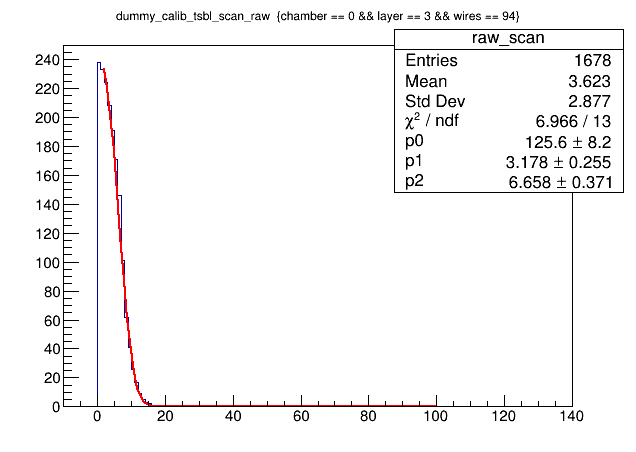 dummy_calib_tsbl_scan_raw {chamber == 0 && layer == 3 && wires == 94}
raw_scan
Entries 1678
Mean 3.623
Std Dev 2.877
χ² / ndf 6.966 / 13
p0 125.6 ± 8.2
p1 3.178 ± 0.255
p2 6.658 ± 0.371
240
220
200
180
160
140
120
100
80
60
40
20
0
0 20 40 60 80 100 120 140